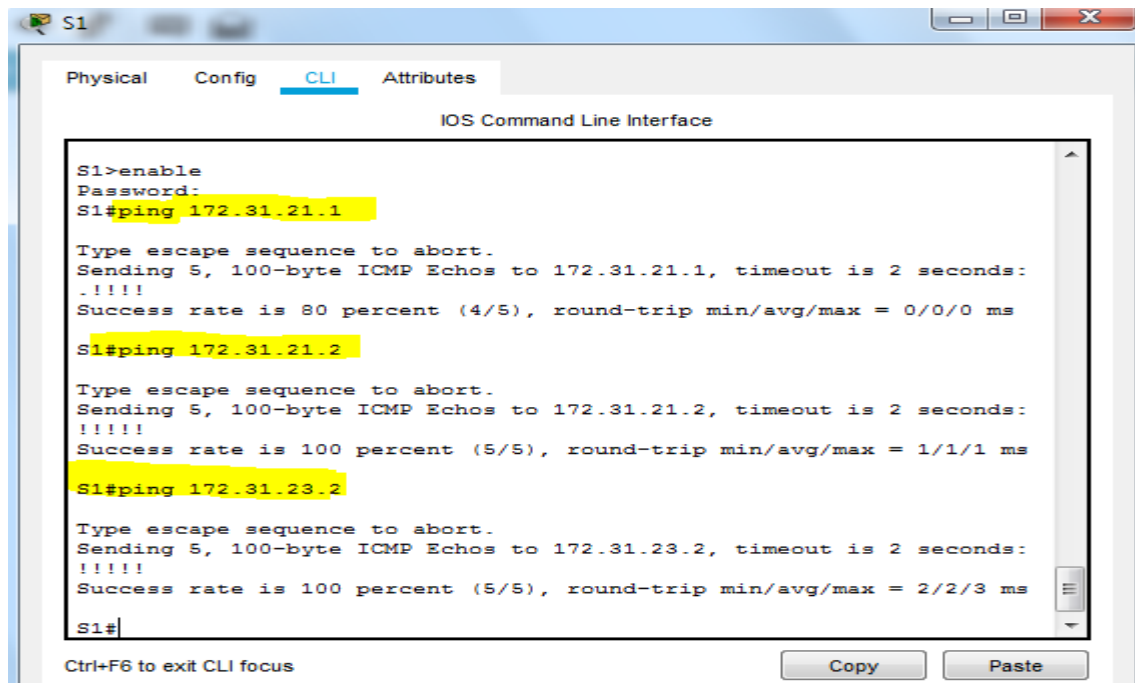 S1
Physical Config CLI Attributes
IOS Command Line Interface
S1>enable
Password:
S1#ping 172.31.21.1
Type escape sequence to abort.
Sending 5, 100-byte ICMP Echos to 172.31.21.1, timeout is 2 seconds:
.!!!!
Success rate is 80 percent (4/5), round-trip min/avg/max = 0/0/0 ms
S1#ping 172.31.21.2
Type escape sequence to abort.
Sending 5, 100-byte ICMP Echos to 172.31.21.2, timeout is 2 seconds:
!!!!!
Success rate is 100 percent (5/5), round-trip min/avg/max = 1/1/1 ms
S1#ping 172.31.23.2
Type escape sequence to abort.
Sending 5, 100-byte ICMP Echos to 172.31.23.2, timeout is 2 seconds:
!!!!!
Success rate is 100 percent (5/5), round-trip min/avg/max = 2/2/3 ms
S1#
Ctrl+F6 to exit CLI focus Copy Paste